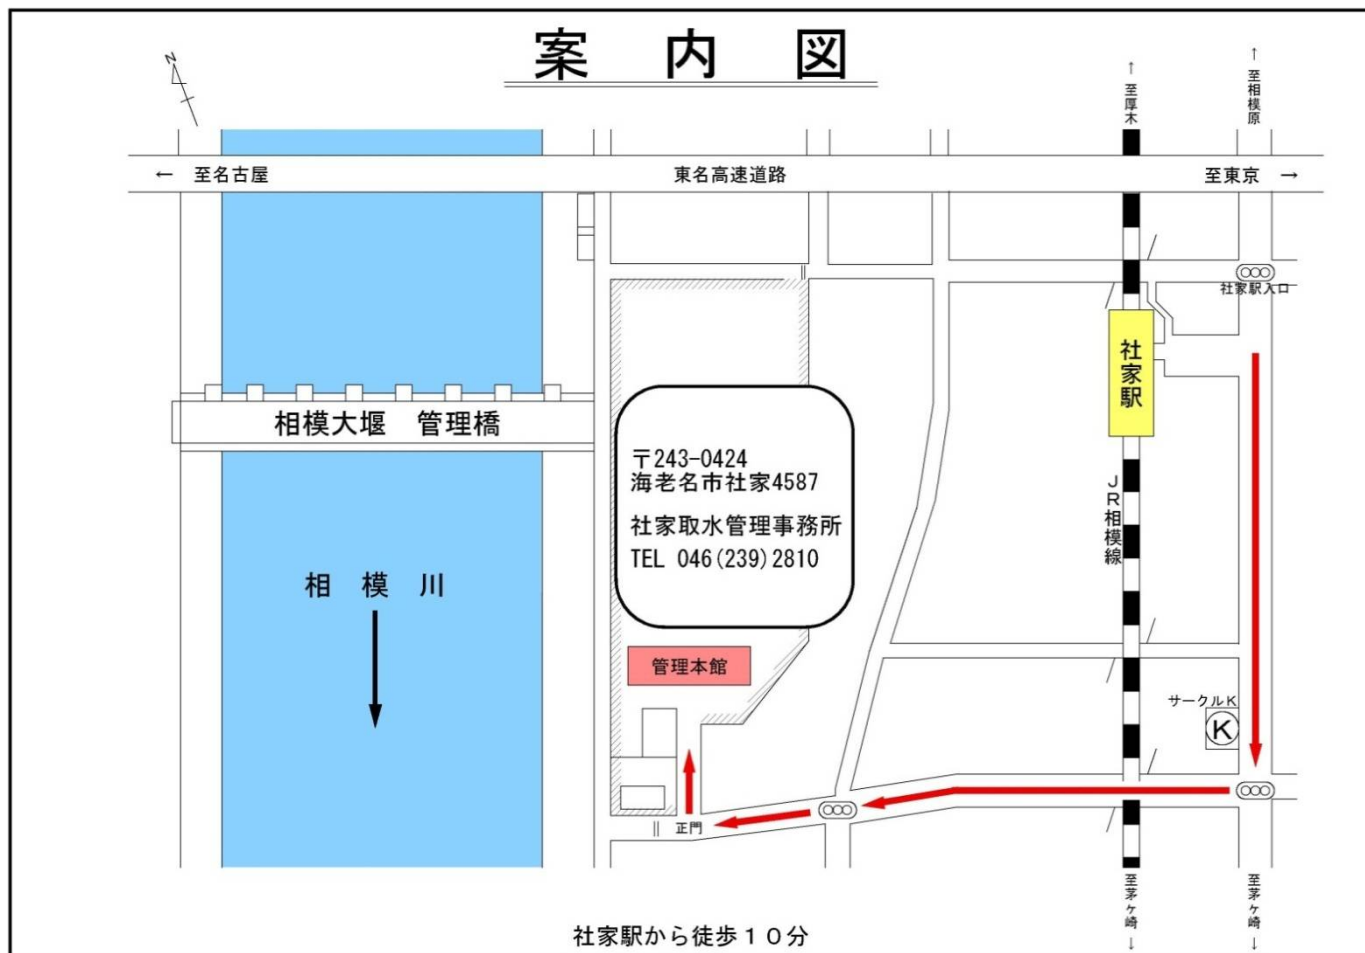 案内図
N
↑至厚木
↑至相模原
← 至名古屋
東名高速道路
至東京 →
社家駅入口
社家駅
相模大堰 管理橋
〒243-0424
海老名市社家4587
社家取水管理事務所
TEL 046(239)2810
JR相模線
相模川
管理本館
サークルK
K
正門
至茅ケ崎↓
至茅ケ崎↓
社家駅から徒歩10分